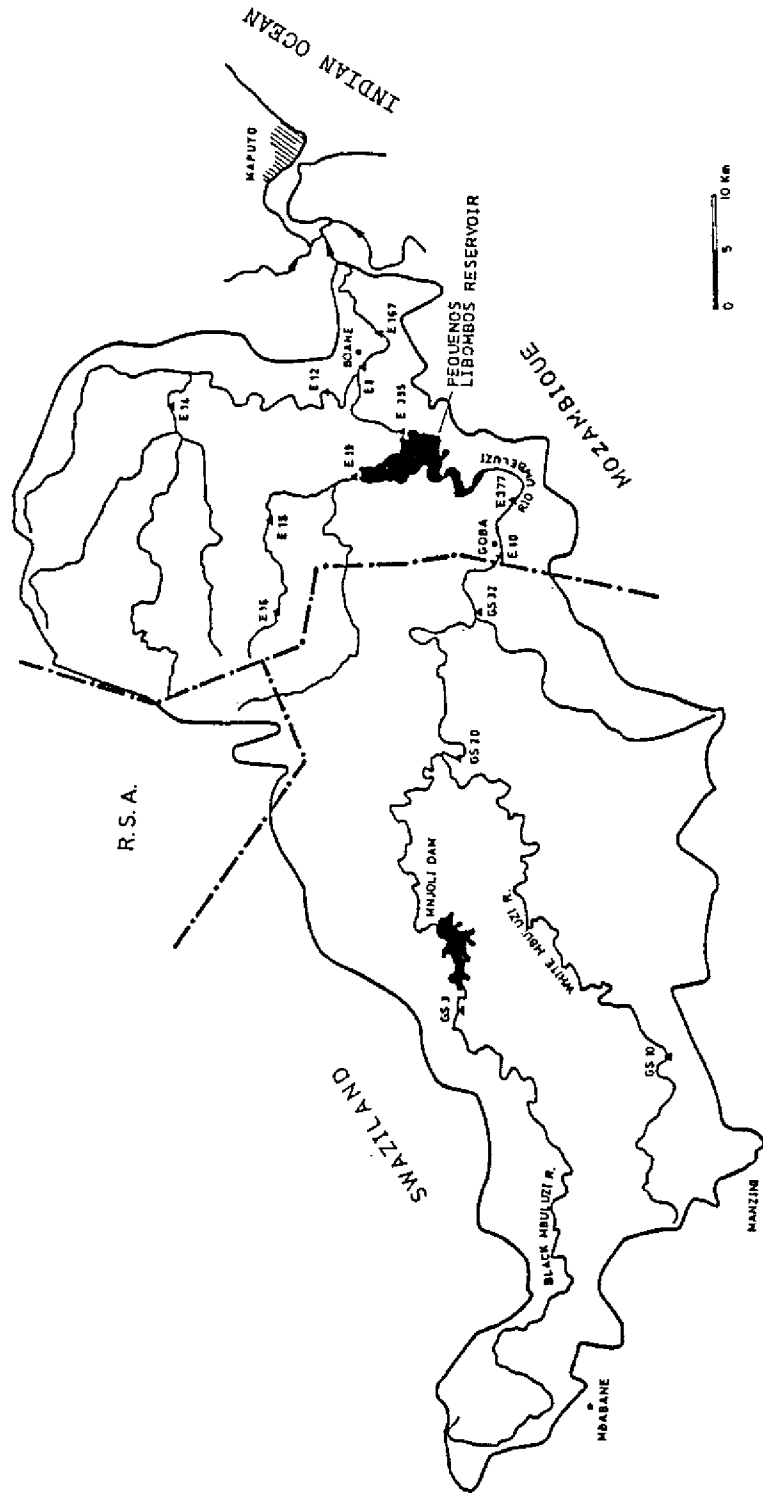 INDIAN OCEAN
MAPUTO
R.S.A.
SWAZILAND
MOZAMBIQUE
PEQUENOS
LIBOMBOS RESERVOIR
RIO UMBELUZI
BOANE
GOBA
E 167
E 8
E 12
E 14
E 395
E 19
E 15
E 16
E 377
E 10
GS 32
GS 20
MNJOLI DAM
GS 3
WHITE MBULUZI R.
GS 10
BLACK MBULUZI R.
MBABANE
MANZINI
0 5 10 Km